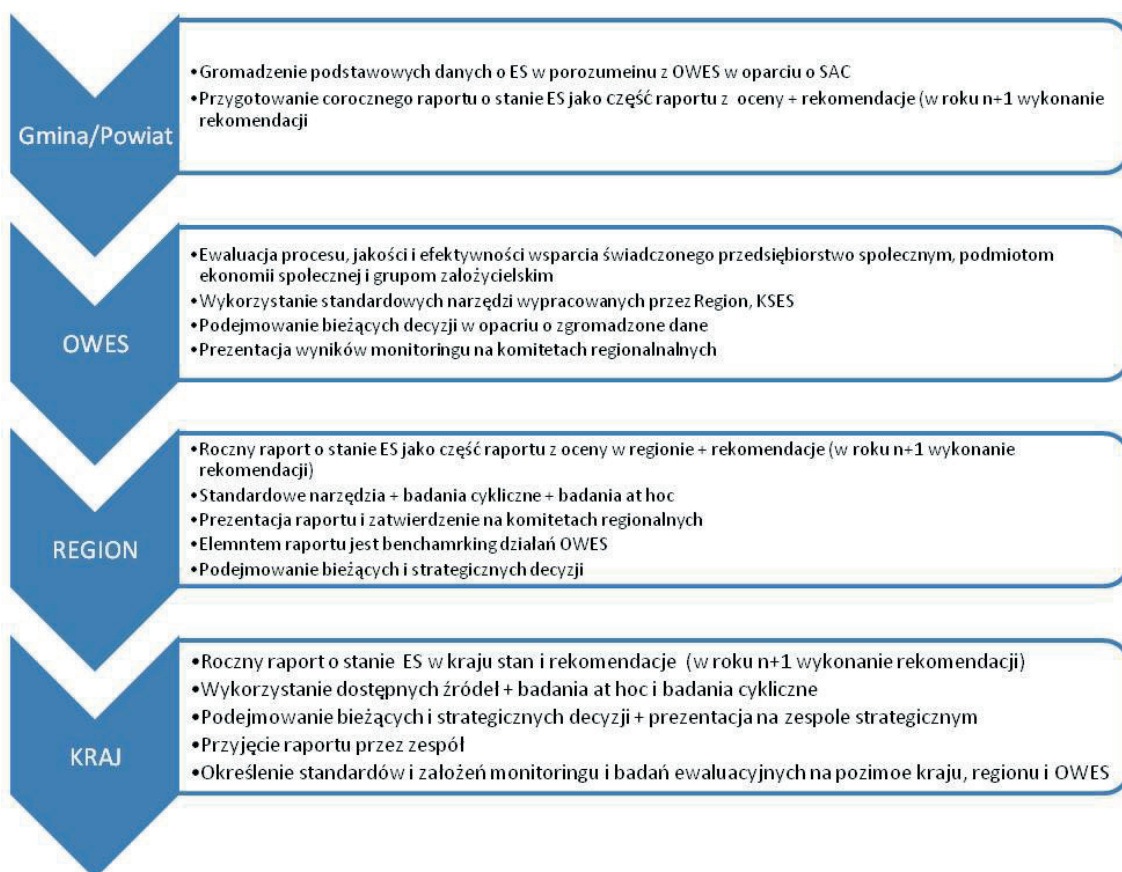 Gmina/Powiat
•Gromadzenie podstawowych danych o ES w porozumeinu z OWES w oparciu o SAC
•Przygotowanie corocznego raportu o stanie ES jako część raportu z oceny + rekomendacje (w roku n+1 wykonanie
rekomendacji
OWES
•Ewaluacja procesu, jakości i efektywności wsparcia świadczonego przedsiębiorstwo społecznym, podmiotom
ekonomii społecznej i grupom założycielskim
•Wykorzystanie standardowych narzędzi wypracowanych przez Region, KSES
•Podejmowanie bieżących decyzji w opacriu o zgromadzone dane
•Prezentacja wyników monitoringu na komitetach regionalnalnych
REGION
•Roczny raport o stanie ES jako część raportu z oceny w regionie + rekomendacje (w roku n+1 wykonanie
rekomendacji)
•Standardowe narzędzia + badania cykliczne + badania at hoc
•Prezentacja raportu i zatwierdzenie na komitetach regionalnych
•Elemntem raportu jest benchamrking działań OWES
•Podejmowanie bieżących i strategicznych decyzji
KRAJ
•Roczny raport o stanie ES w kraju stan i rekomendacje (w roku n+1 wykonanie rekomendacji)
•Wykorzystanie dostępnych źródeł + badania at hoc i badania cykliczne
•Podejmowanie bieżących i strategicznych decyzji + prezentacja na zespole strategicznym
•Przyjęcie raportu przez zespół
•Określenie standardów i założeń monitoringu i badań ewaluacyjnych na pozimoe kraju, regionu i OWES